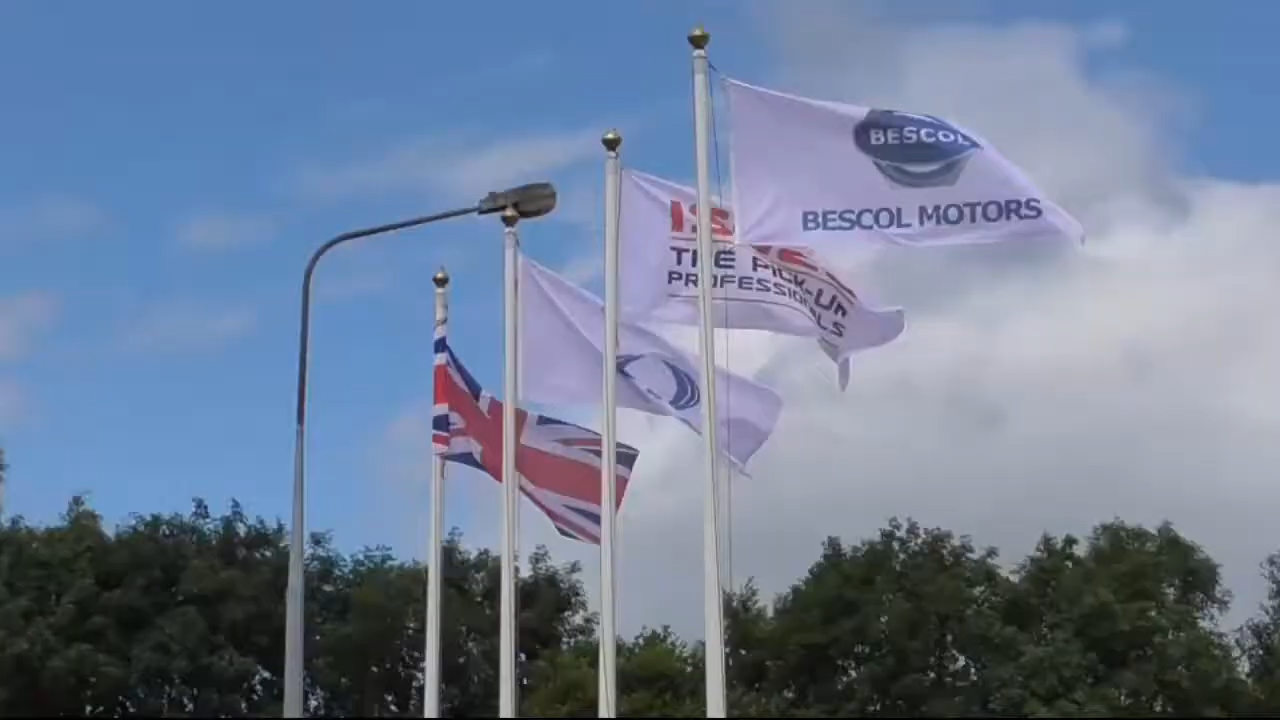 BESCOL
BESCOL MOTORS
THE PICK-UP
PROFESSIONALS